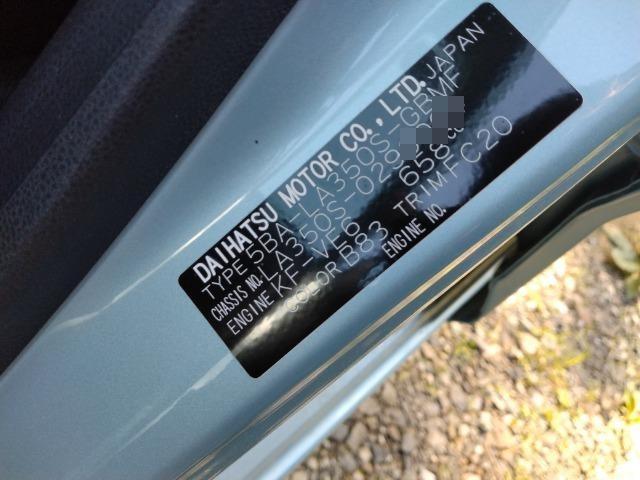 DAIHATSU MOTOR CO.,LTD. JAPAN
TYPE 5BA-LA350S-GBMF
CHASSIS NO. LA350S-028
ENGINE KF-VE6 658
COLOR B83 TRIM FC20
ENGINE NO.